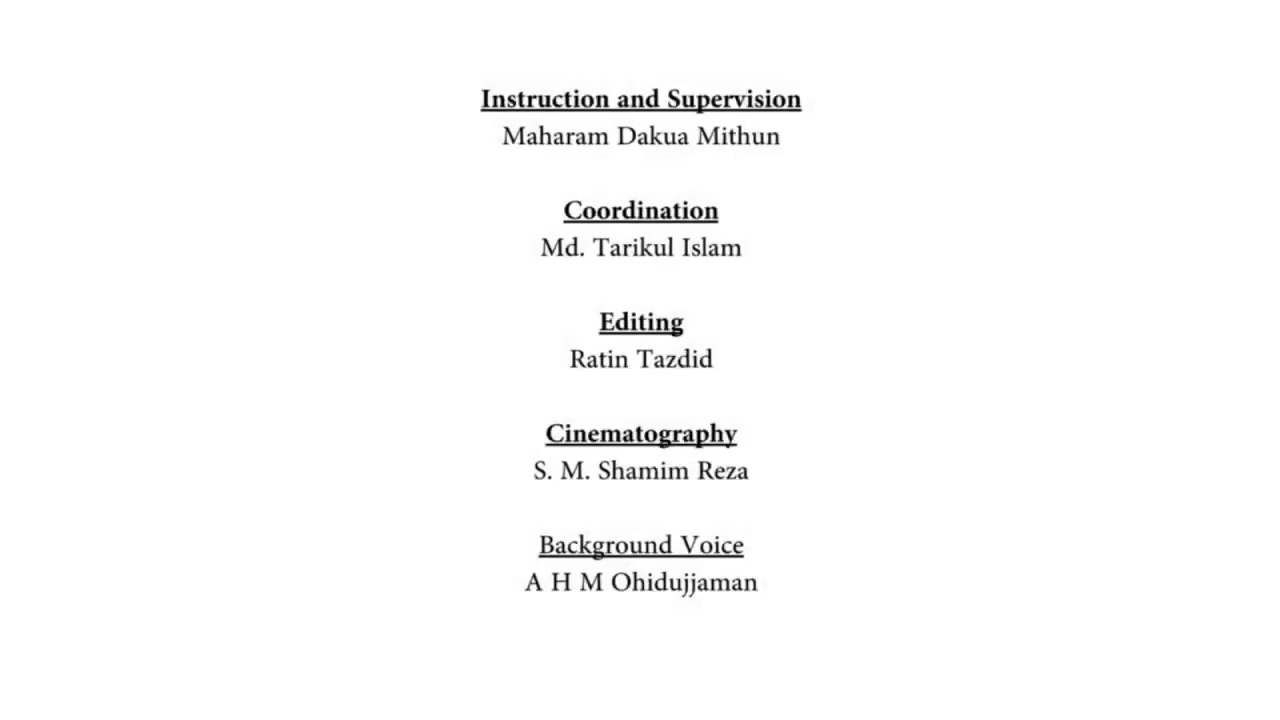 Instruction and Supervision
Maharam Dakua Mithun
Coordination
Md. Tarikul Islam
Editing
Ratin Tazdid
Cinematography
S. M. Shamim Reza
Background Voice
A H M Ohidujjaman